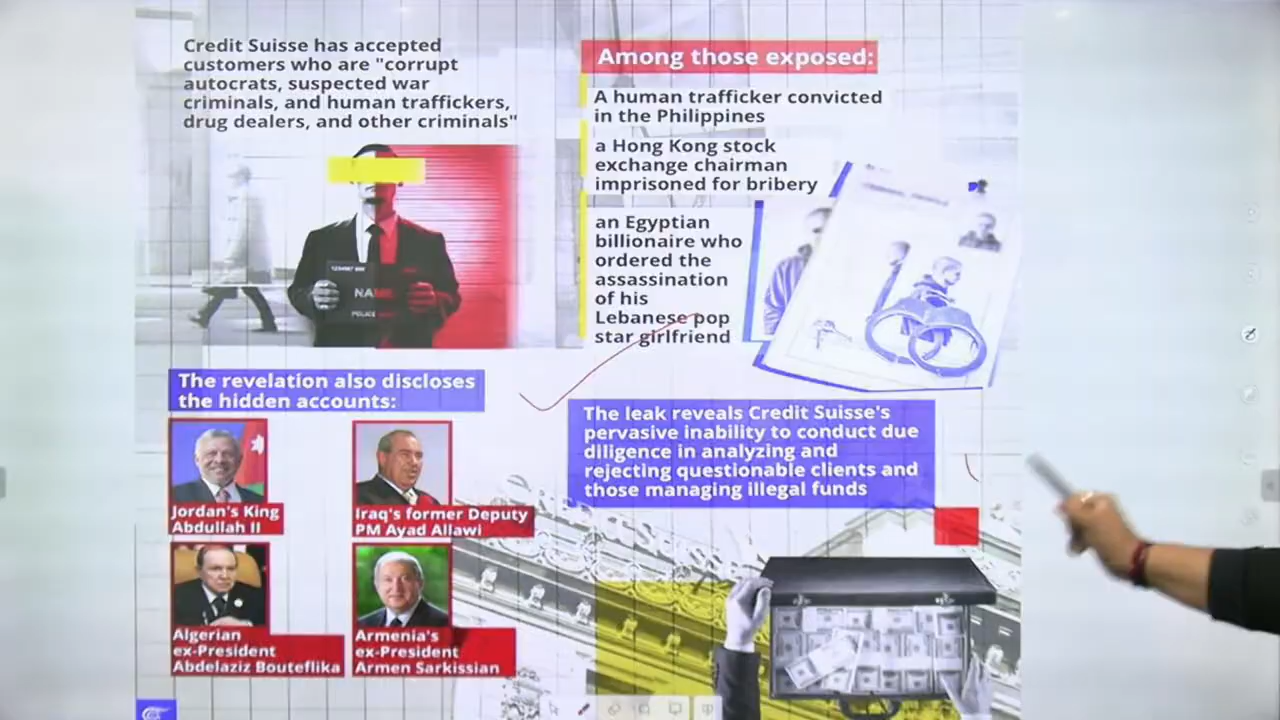 Credit Suisse has accepted
customers who are "corrupt
autocrats, suspected war
criminals, and human traffickers,
drug dealers, and other criminals"
1234567 890
NAME
POLICE
Among those exposed:
A human trafficker convicted
in the Philippines
a Hong Kong stock
exchange chairman
imprisoned for bribery
an Egyptian
billionaire who
ordered the
assassination
of his
Lebanese pop
star girlfriend
The revelation also discloses
the hidden accounts:
Jordan's King
Abdullah II
Iraq's former Deputy
PM Ayad Allawi
Algerian
ex-President
Abdelaziz Bouteflika
Armenia's
ex-President
Armen Sarkissian
The leak reveals Credit Suisse's
pervasive inability to conduct due
diligence in analyzing and
rejecting questionable clients and
those managing illegal funds